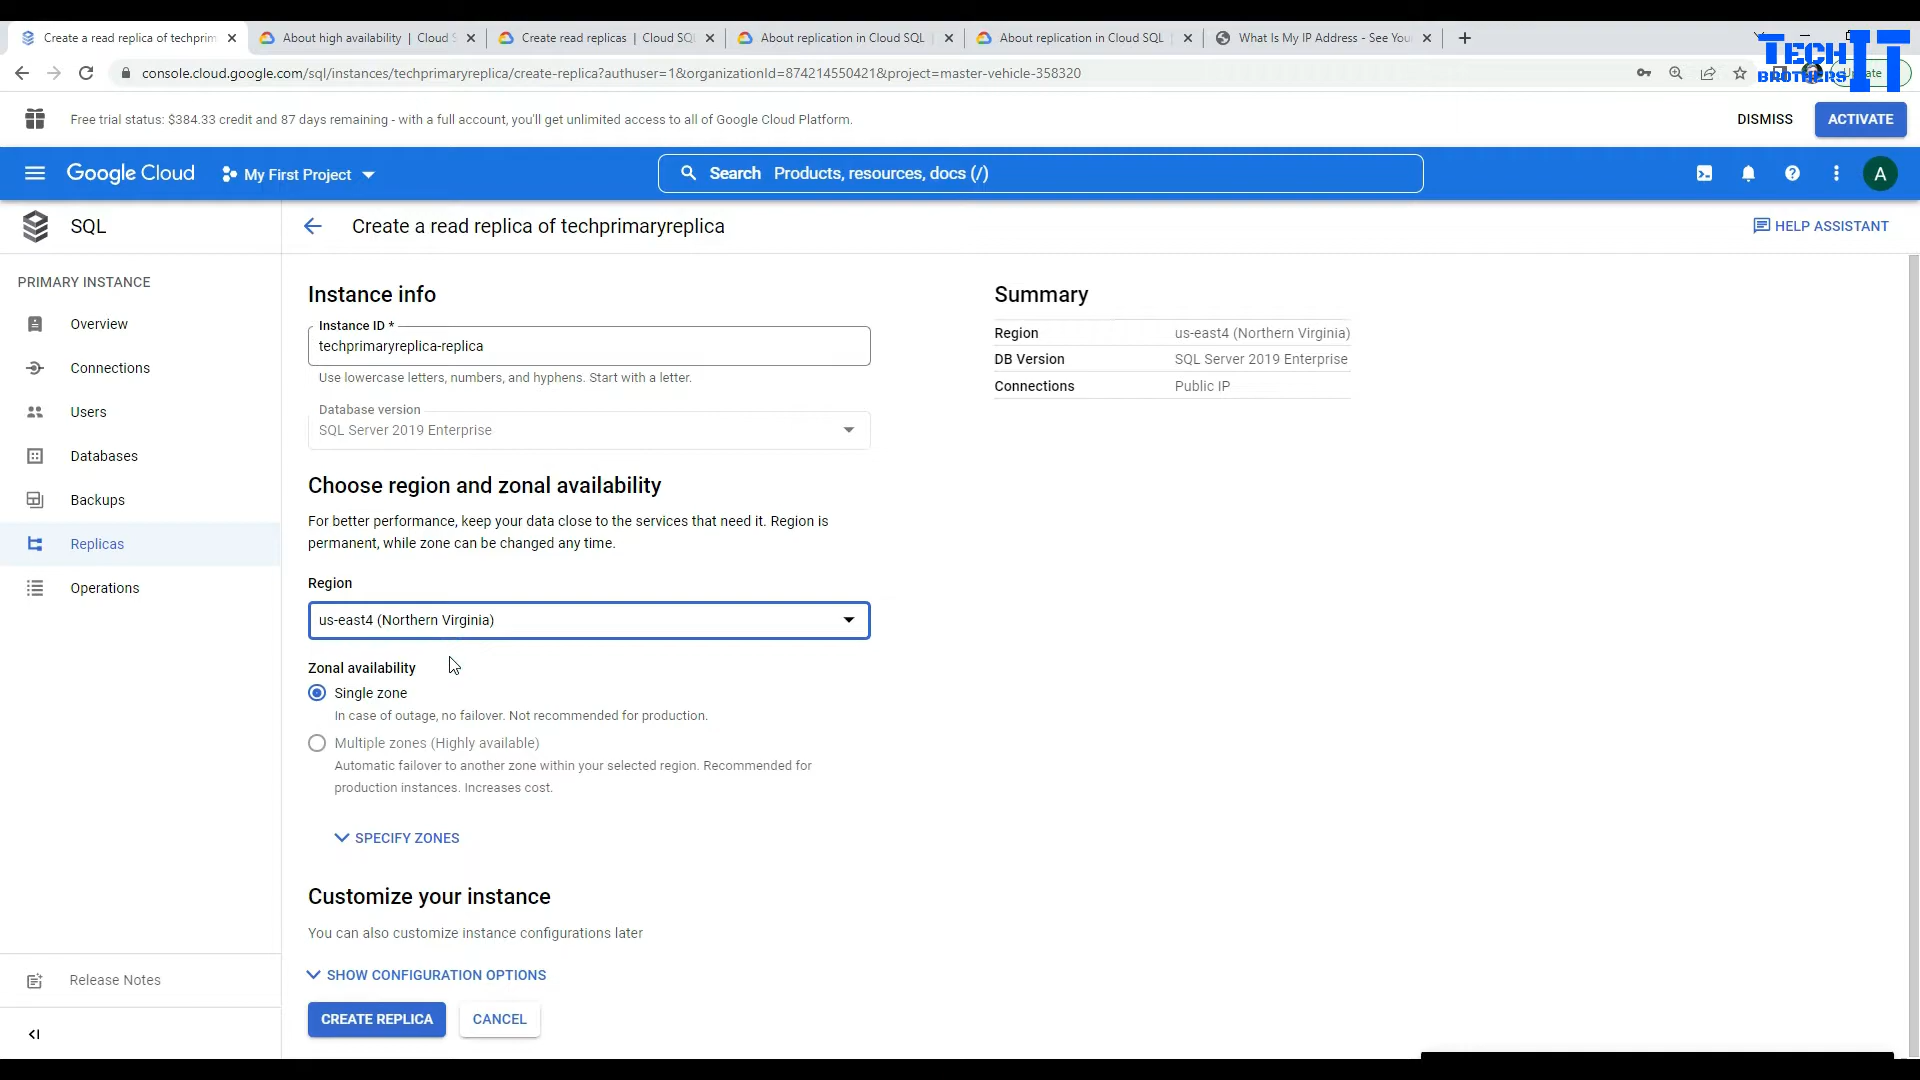 Create a read replica of techprim
About high availability | Cloud S
Create read replicas | Cloud SQL
About replication in Cloud SQL
About replication in Cloud SQL
What Is My IP Address - See You
console.cloud.google.com/sql/instances/techprimaryreplica/create-replica?authuser=1&organizationId=874214550421&project=master-vehicle-358320
TECH IT
BROTHERS
Free trial status: $384.33 credit and 87 days remaining - with a full account, you'll get unlimited access to all of Google Cloud Platform.
DISMISS
ACTIVATE
Google Cloud
My First Project
Search Products, resources, docs (/)
A
SQL
Create a read replica of techprimaryreplica
HELP ASSISTANT
PRIMARY INSTANCE
Overview
Connections
Users
Databases
Backups
Replicas
Operations
Release Notes
Instance info
Instance ID *
techprimaryreplica-replica
Use lowercase letters, numbers, and hyphens. Start with a letter.
Database version
SQL Server 2019 Enterprise
Choose region and zonal availability
For better performance, keep your data close to the services that need it. Region is
permanent, while zone can be changed any time.
Region
us-east4 (Northern Virginia)
Zonal availability
Single zone
In case of outage, no failover. Not recommended for production.
Multiple zones (Highly available)
Automatic failover to another zone within your selected region. Recommended for
production instances. Increases cost.
SPECIFY ZONES
Customize your instance
You can also customize instance configurations later
SHOW CONFIGURATION OPTIONS
CREATE REPLICA
CANCEL
Summary
Region us-east4 (Northern Virginia)
DB Version SQL Server 2019 Enterprise
Connections Public IP